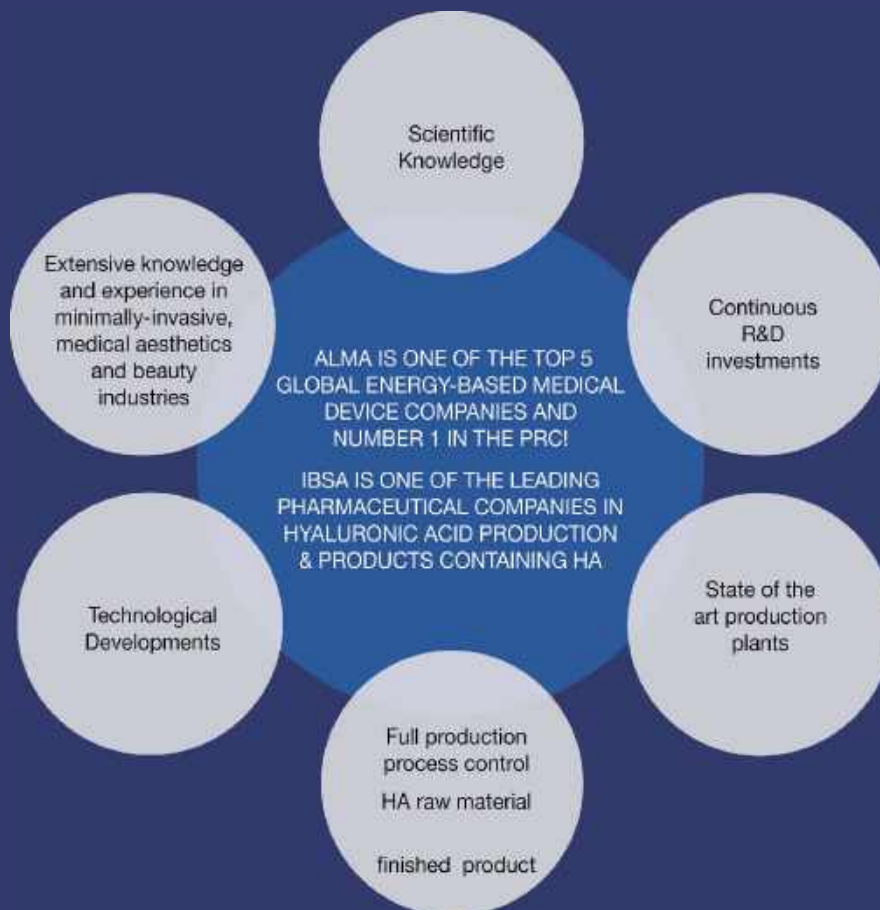 Scientific
Knowledge
Extensive knowledge
and experience in
minimally-invasive,
medical aesthetics
and beauty
industries
Continuous
R&D
investments
ALMA IS ONE OF THE TOP 5
GLOBAL ENERGY-BASED MEDICAL
DEVICE COMPANIES AND
NUMBER 1 IN THE PRC!
IBSA IS ONE OF THE LEADING
PHARMACEUTICAL COMPANIES IN
HYALURONIC ACID PRODUCTION
& PRODUCTS CONTAINING HA
Technological
Developments
State of the
art production
plants
Full production
process control
HA raw material
finished product